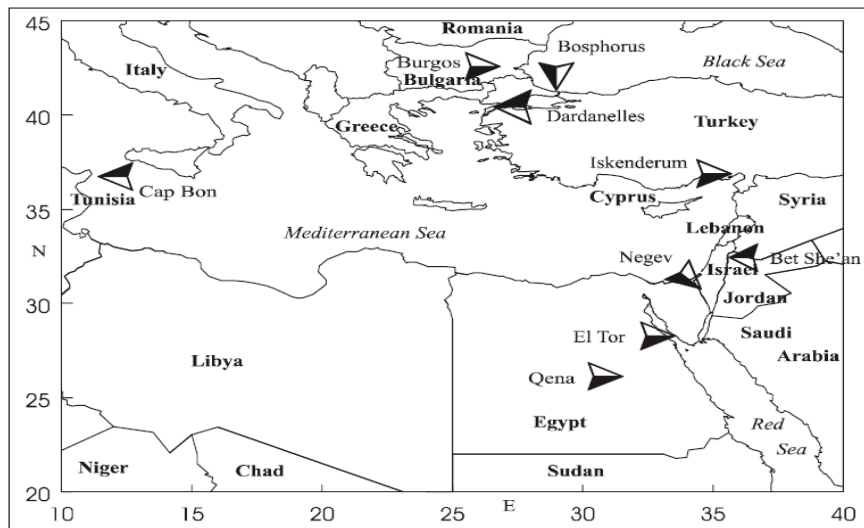 45
Romania
Bosphorus
Italy
Burgos
Black Sea
Bulgaria
40
Greece
Dardanelles
Turkey
Iskenderum
Tunisia
Cap Bon
Cyprus
Syria
35
Mediterranean Sea
Lebanon
N
Negev
Israel
Bet She'an
30
Jordan
El Tor
Saudi
Libya
Arabia
Qena
25
Egypt
Red
Sea
Niger
Chad
Sudan
20
10 15 20 25 E 30 35 40